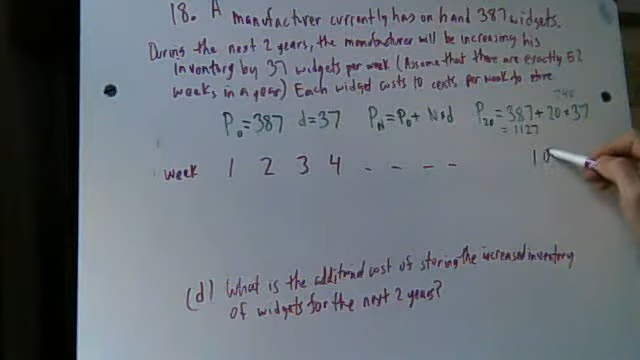 18. A manufacturer currently has on hand 387 widgets.
During the next 2 years, the manufacturer will be increasing his
inventory by 37 widgets per week (Assume that there are exactly 52
weeks in a year) Each widget costs 10 cents per week to store
740
P₀=387 d=37 P_N=P₀+N×d P₂₀=387+20×37
=1127
week 1 2 3 4 - - - - 10
(d) What is the additional cost of storing the increased inventory
of widgets for the next 2 years?